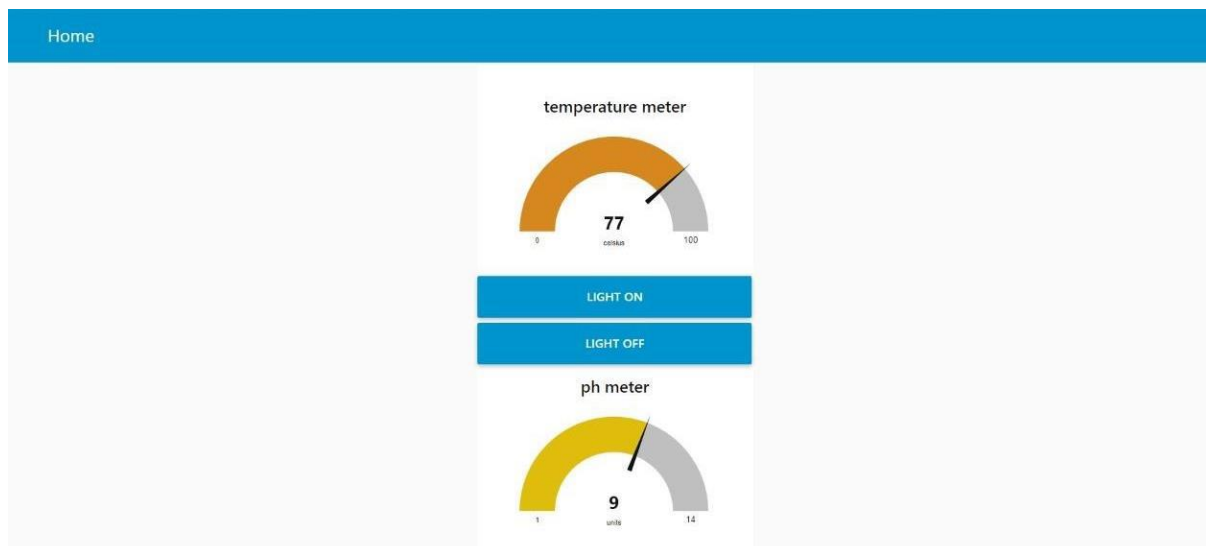 Home
temperature meter
77
celsius
0
100
LIGHT ON
LIGHT OFF
ph meter
9
units
1
14